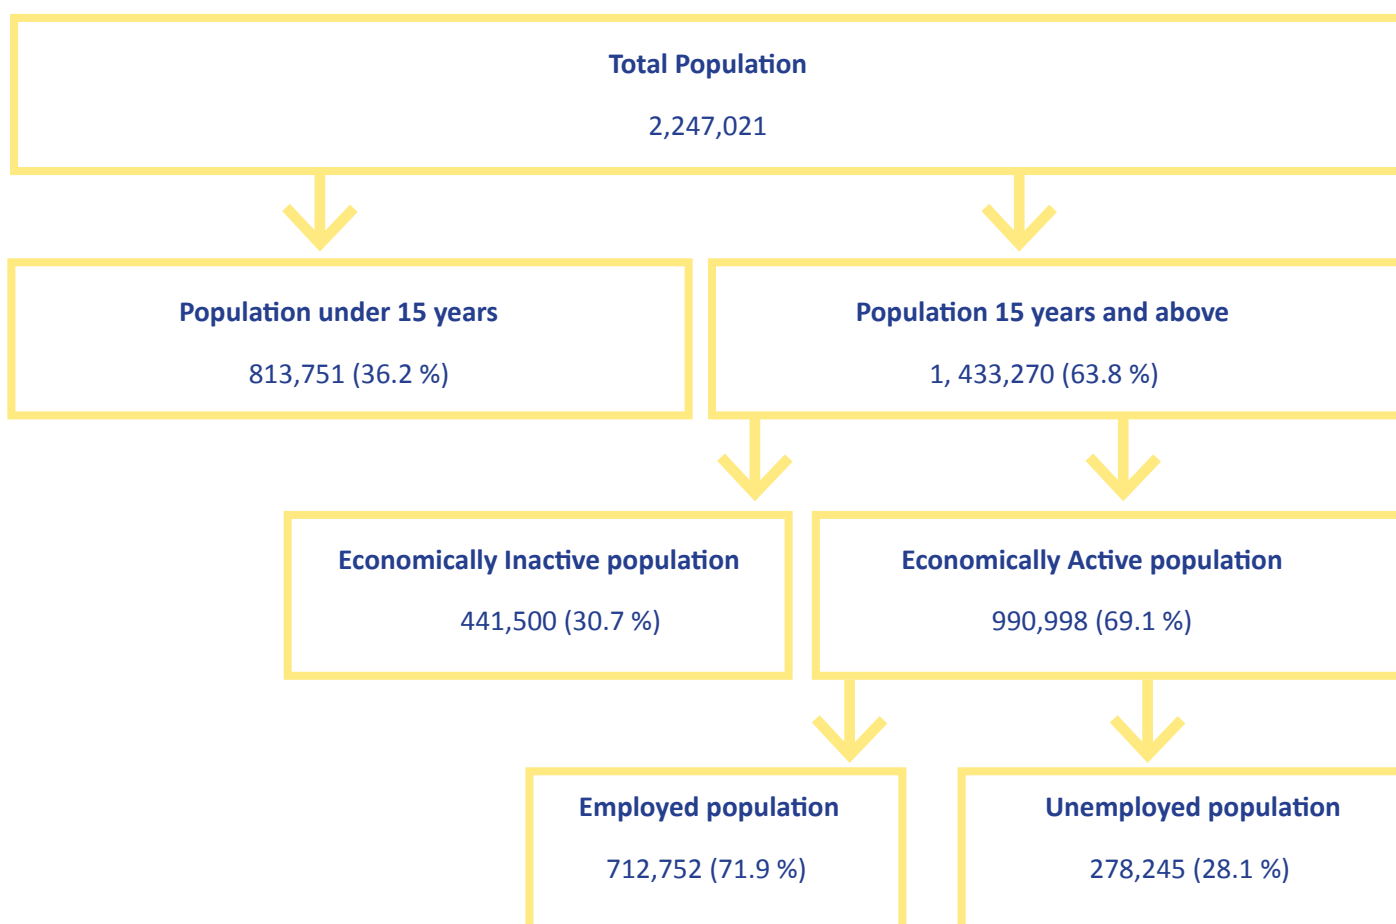 Total Population
2,247,021
Population under 15 years
813,751 (36.2 %)
Population 15 years and above
1, 433,270 (63.8 %)
Economically Inactive population
441,500 (30.7 %)
Economically Active population
990,998 (69.1 %)
Employed population
712,752 (71.9 %)
Unemployed population
278,245 (28.1 %)